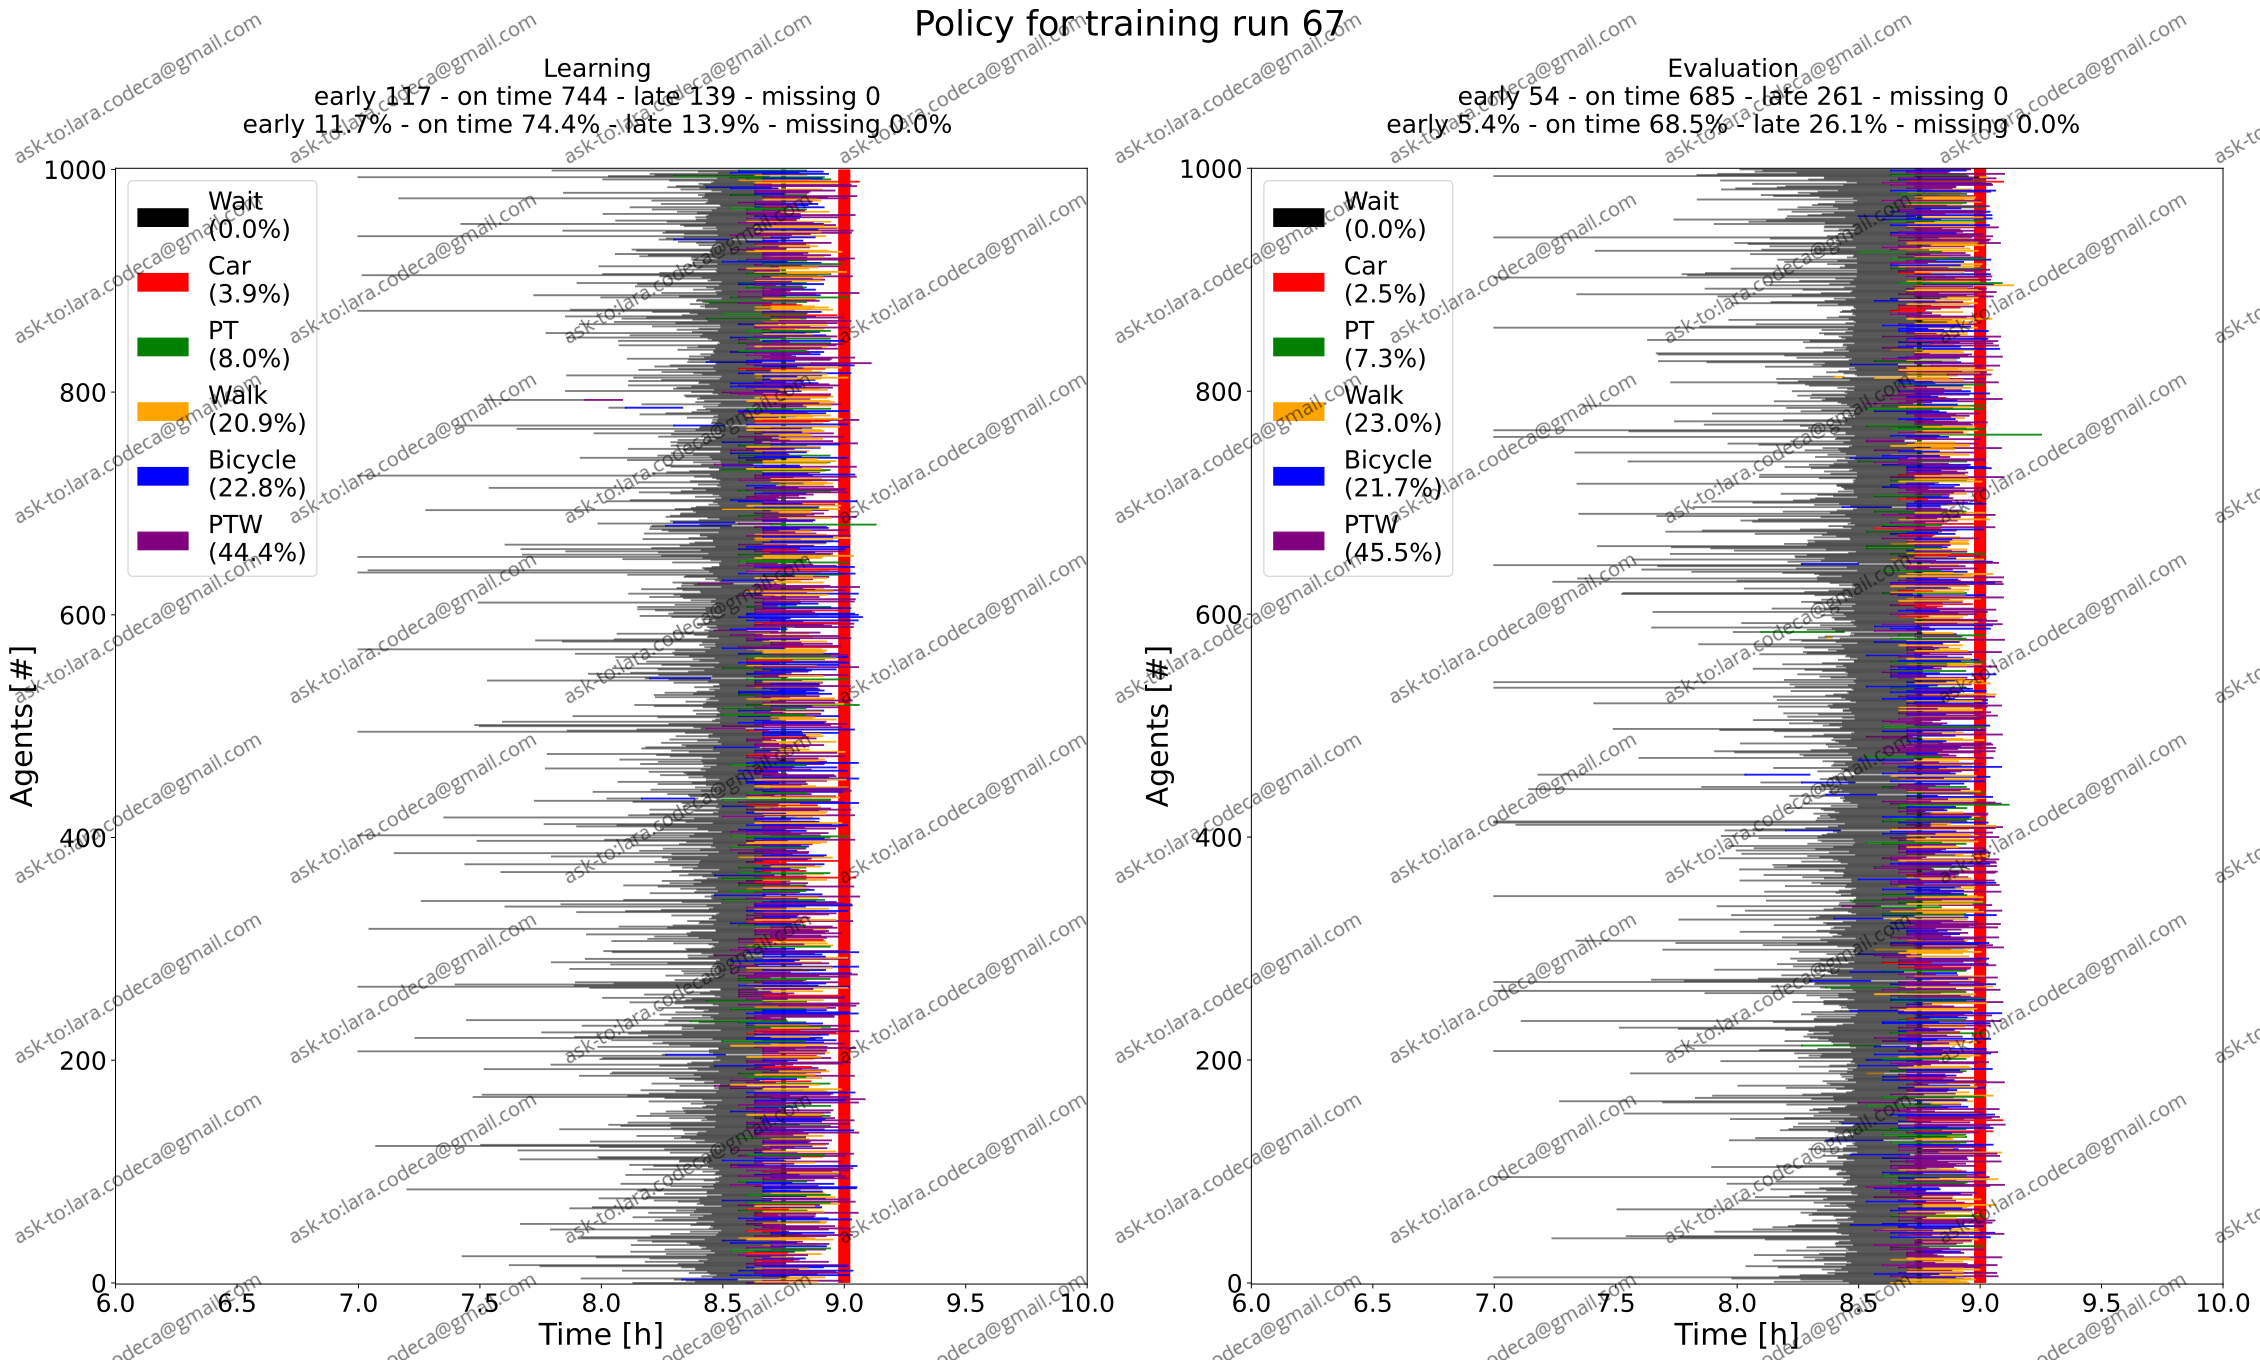 Policy for training run 67
Learning
early 117 - on time 744 - late 139 - missing 0
early 11.7% - on time 74.4% - late 13.9% - missing 0.0%
1000
800
600
400
200
0
Agents [#]
Wait
(0.0%)
Car
(3.9%)
PT
(8.0%)
Walk
(20.9%)
Bicycle
(22.8%)
PTW
(44.4%)
6.0 6.5 7.0 7.5 8.0 8.5 9.0 9.5 10.0
Time [h]
Evaluation
early 54 - on time 685 - late 261 - missing 0
early 5.4% - on time 68.5% - late 26.1% - missing 0.0%
1000
800
600
400
200
0
Agents [#]
Wait
(0.0%)
Car
(2.5%)
PT
(7.3%)
Walk
(23.0%)
Bicycle
(21.7%)
PTW
(45.5%)
6.0 6.5 7.0 7.5 8.0 8.5 9.0 9.5 10.0
Time [h]
ask-to:lara.codeca@gmail.com